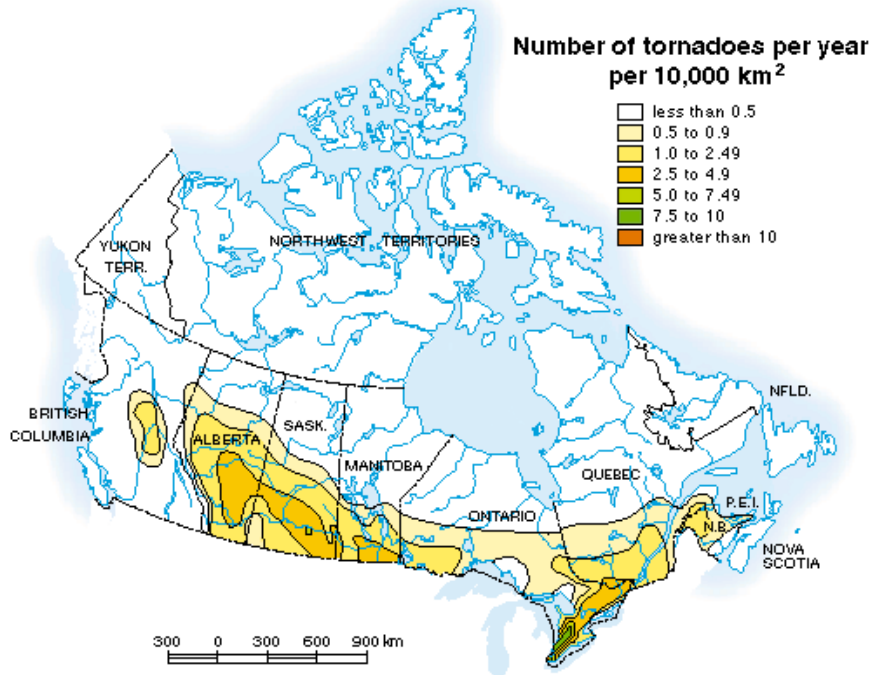 Number of tornadoes per year
per 10,000 km²
less than 0.5
0.5 to 0.9
1.0 to 2.49
2.5 to 4.9
5.0 to 7.49
7.5 to 10
greater than 10
YUKON
TERR.
NORTHWEST TERRITORIES
BRITISH
COLUMBIA
ALBERTA
SASK.
MANITOBA
ONTARIO
QUEBEC
NFLD.
P.E.I.
N.B.
NOVA
SCOTIA
300 0 300 600 900 km